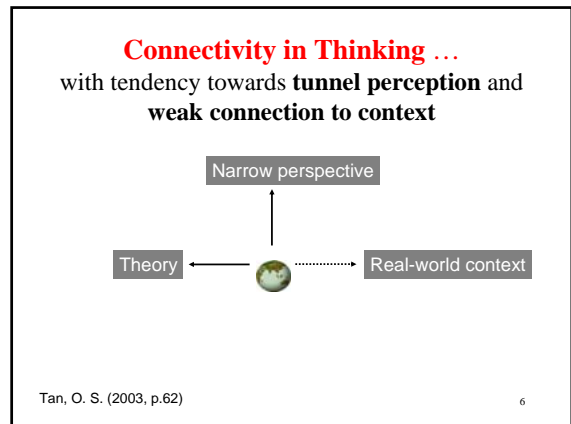 Connectivity in Thinking …
with tendency towards tunnel perception and
weak connection to context
Narrow perspective
Theory
Real-world context
Tan, O. S. (2003, p.62)
6